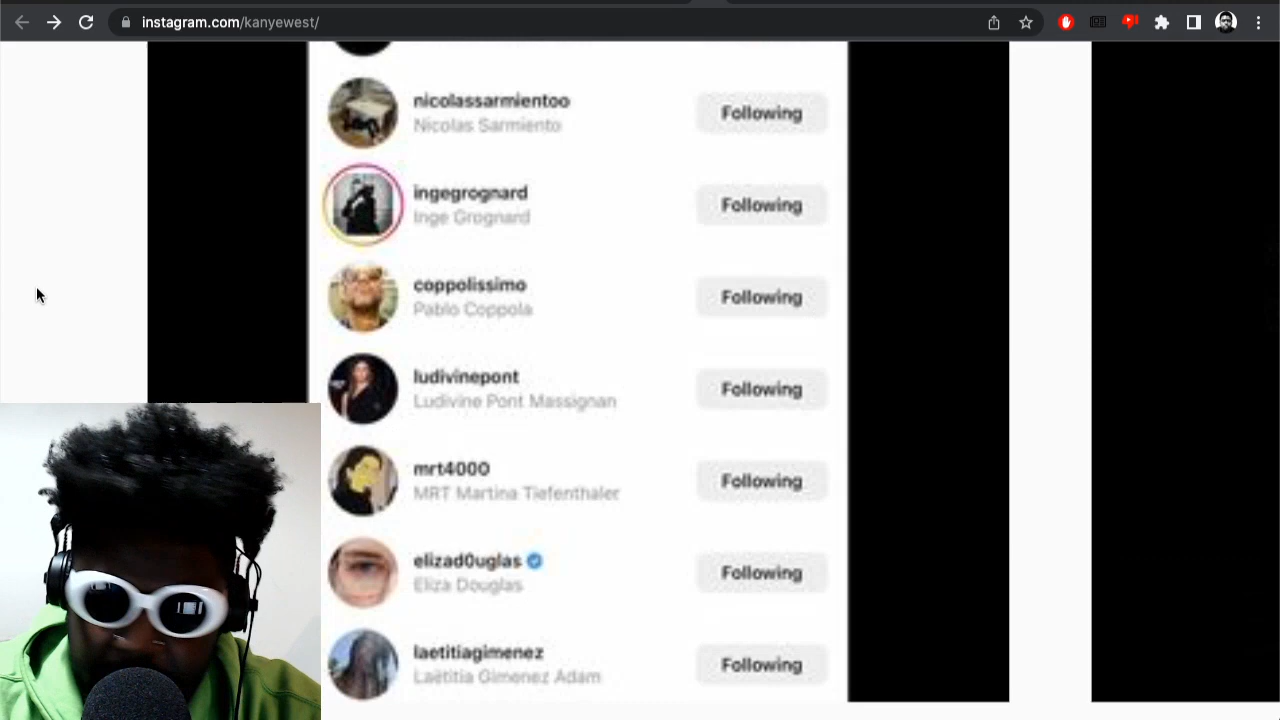 instagram.com/kanyewest/
nicolassarmientoo
Nicolas Sarmiento
Following
ingegrognard
Inge Grognard
Following
coppolissimo
Pablo Coppola
Following
ludivinepont
Ludivine Pont Massignan
Following
mrt4000
MRT Martina Tiefenthaler
Following
elizad0uglas
Eliza Douglas
Following
laetitiagimenez
Laëtitia Gimenez Adam
Following